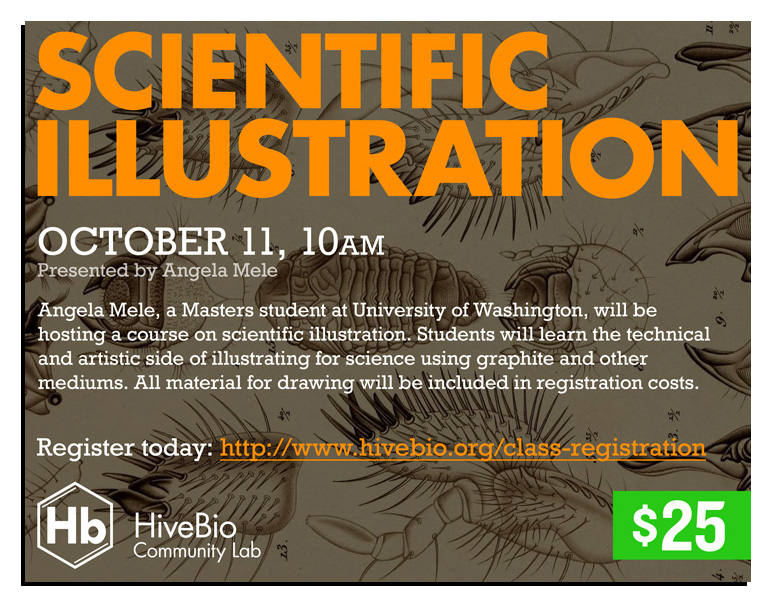 SCIENTIFIC
ILLUSTRATION
OCTOBER 11, 10AM
Presented by Angela Mele
Angela Mele, a Masters student at University of Washington, will be
hosting a course on scientific illustration. Students will learn the technical
and artistic side of illustrating for science using graphite and other
mediums. All material for drawing will be included in registration costs.
Register today: http://www.hivebio.org/class-registration
Hb
HiveBio
Community Lab
$25
13.
9.
4.